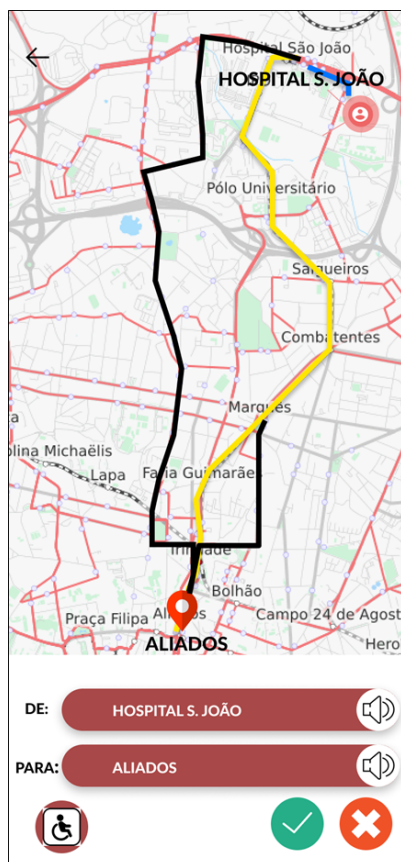 Hospital São João
HOSPITAL S. JOÃO
Pólo Universitário
Salgueiros
Combatentes
Marquês
olina Michaëlis
Lapa
Faria Guimarães
Trindade
Bolhão
Praça Filipa
Aliados
Campo 24 de Agost
Hero
ALIADOS
DE:
HOSPITAL S. JOÃO
PARA:
ALIADOS